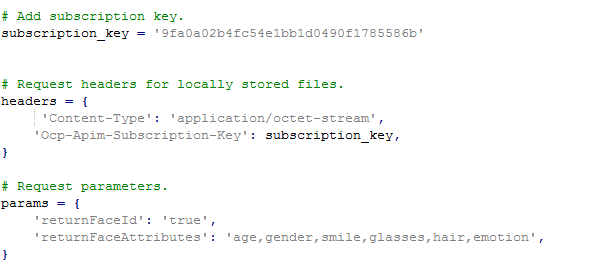 # Add subscription key.
subscription_key = '9fa0a02b4fc54e1bb1d0490f1785586b'
# Request headers for locally stored files.
headers = {
'Content-Type': 'application/octet-stream',
'Ocp-Apim-Subscription-Key': subscription_key,
}
# Request parameters.
params = {
'returnFaceId': 'true',
'returnFaceAttributes': 'age,gender,smile,glasses,hair,emotion',
}